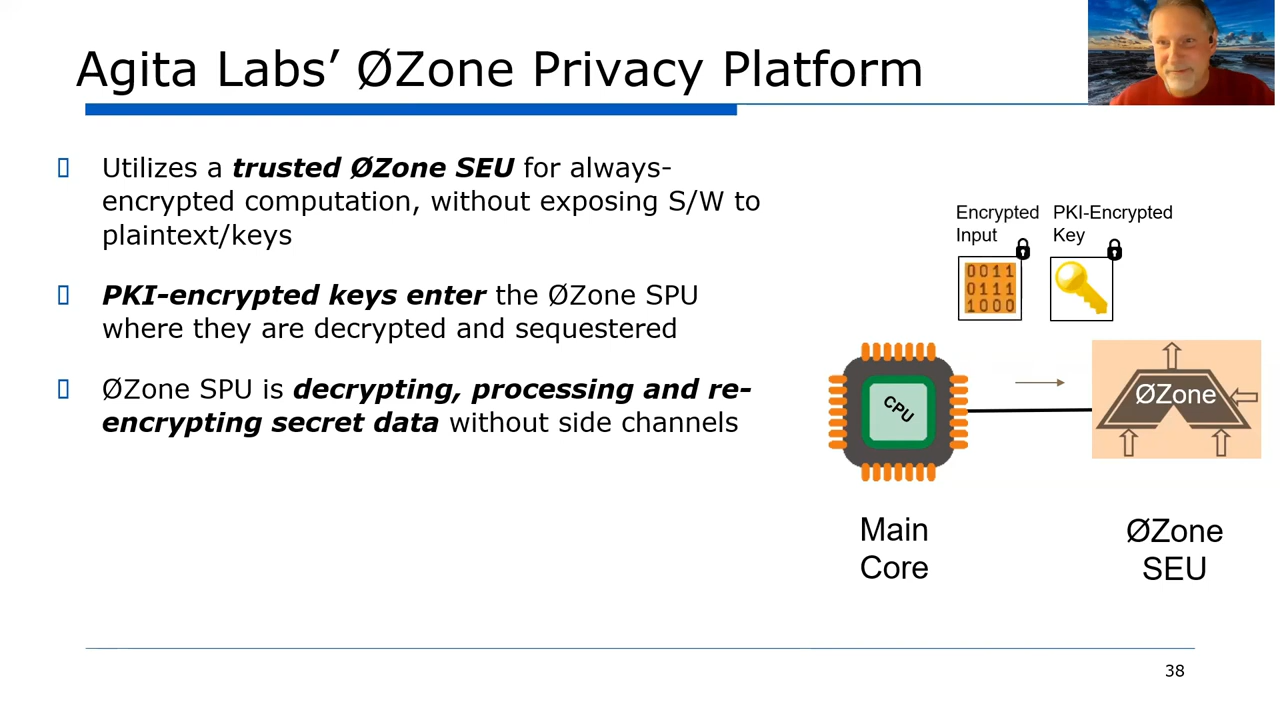 Agita Labs’ ØZone Privacy Platform
Utilizes a trusted ØZone SEU for always-
encrypted computation, without exposing S/W to
plaintext/keys
PKI-encrypted keys enter the ØZone SPU
where they are decrypted and sequestered
ØZone SPU is decrypting, processing and re-
encrypting secret data without side channels
Encrypted
Input
PKI-Encrypted
Key
0011
0111
1000
CPU
ØZone
Main
Core
ØZone
SEU
38